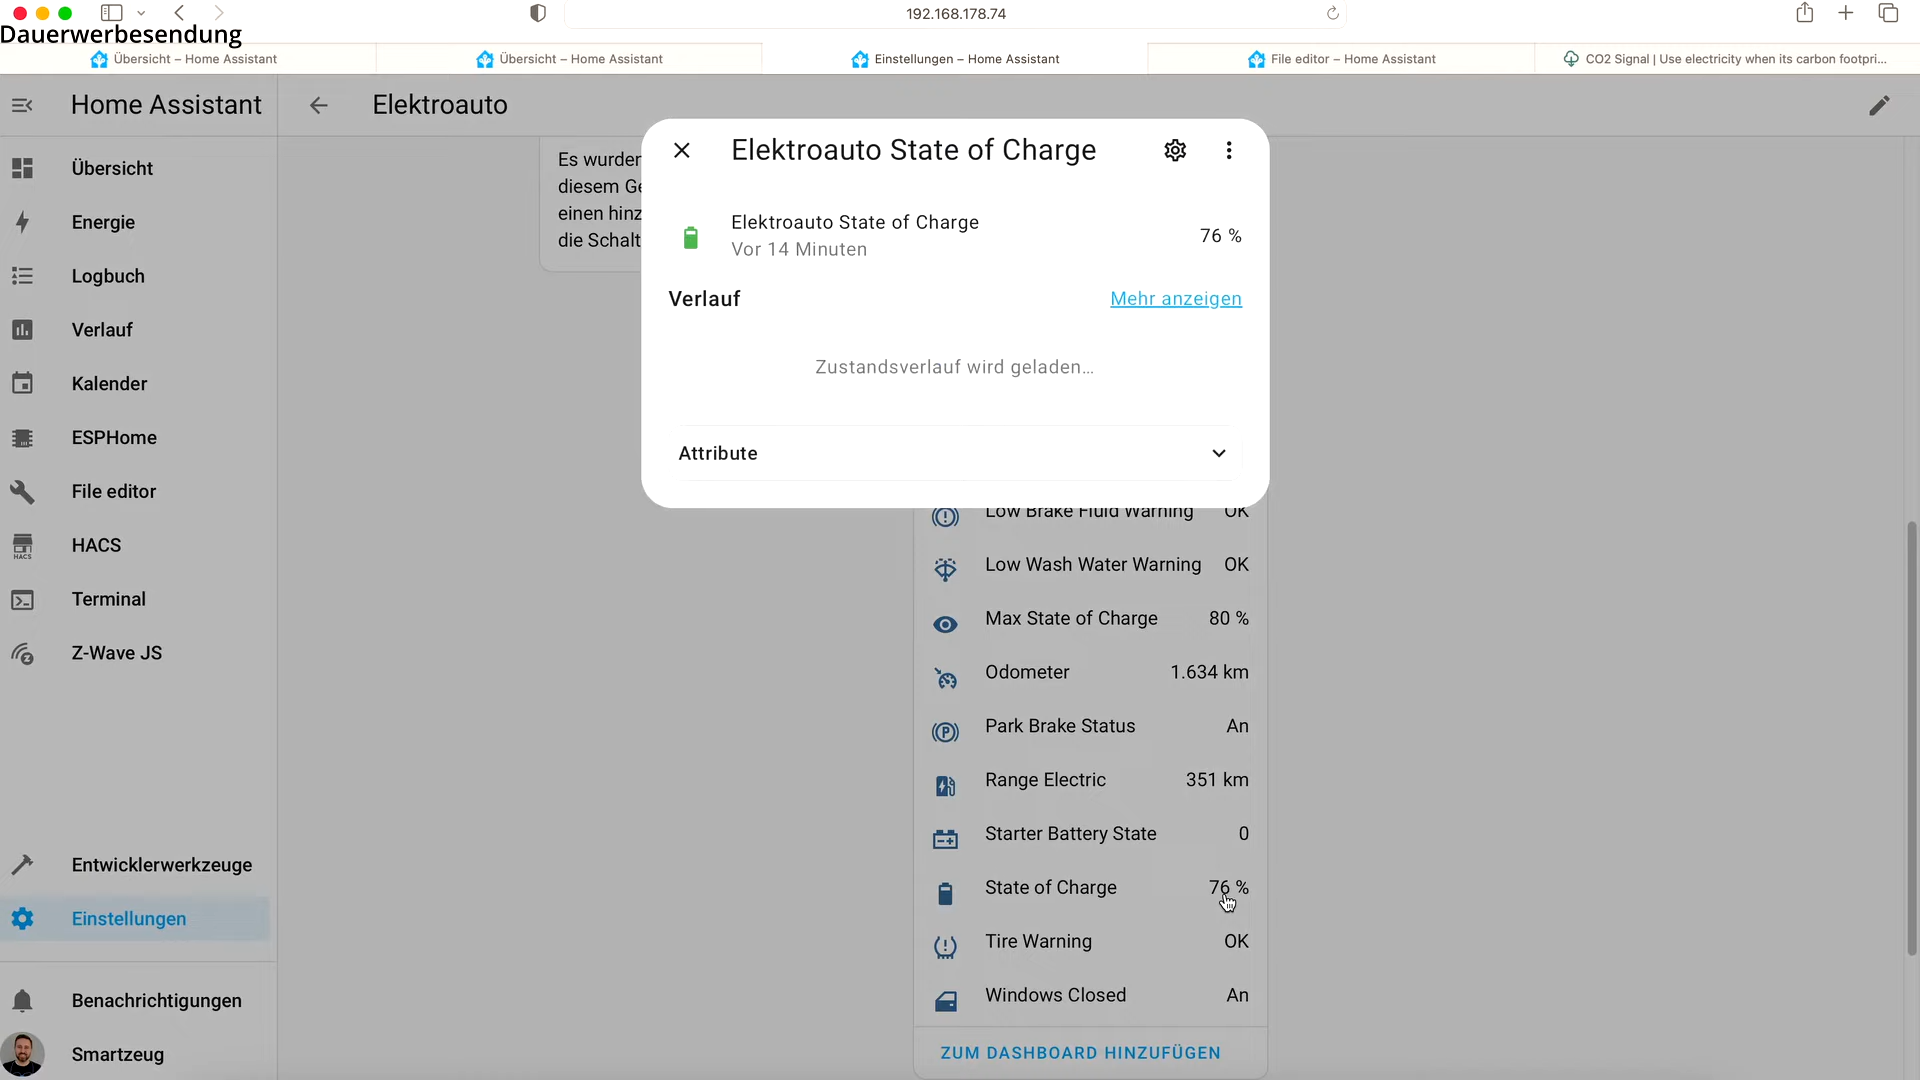 192.168.178.74
Dauerwerbesendung
Übersicht – Home Assistant
Übersicht – Home Assistant
Einstellungen – Home Assistant
File editor – Home Assistant
CO2 Signal | Use electricity when its carbon footpri...
Home Assistant
Elektroauto
Übersicht
Energie
Logbuch
Verlauf
Kalender
ESPHome
File editor
HACS
HACS
Terminal
Z-Wave JS
Entwicklerwerkzeuge
Einstellungen
Benachrichtigungen
Smartzeug
Es wurder
diesem Ge
einen hinz
die Schalt
Elektroauto State of Charge
Elektroauto State of Charge
Vor 14 Minuten
76 %
Verlauf
Mehr anzeigen
Zustandsverlauf wird geladen...
Attribute
Low Brake Fluid Warning OK
Low Wash Water Warning OK
Max State of Charge 80 %
Odometer 1.634 km
Park Brake Status An
Range Electric 351 km
Starter Battery State 0
State of Charge 76 %
Tire Warning OK
Windows Closed An
ZUM DASHBOARD HINZUFÜGEN